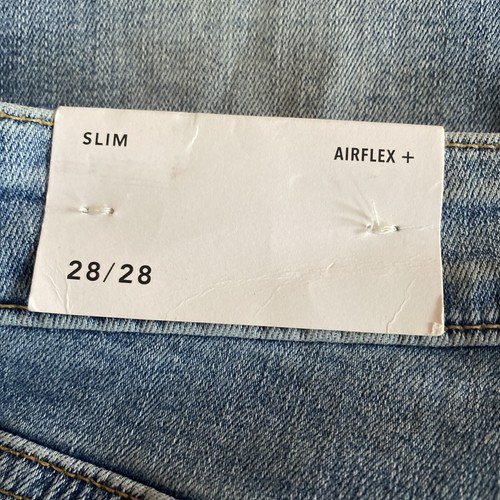 SLIM
AIRFLEX +
28/28